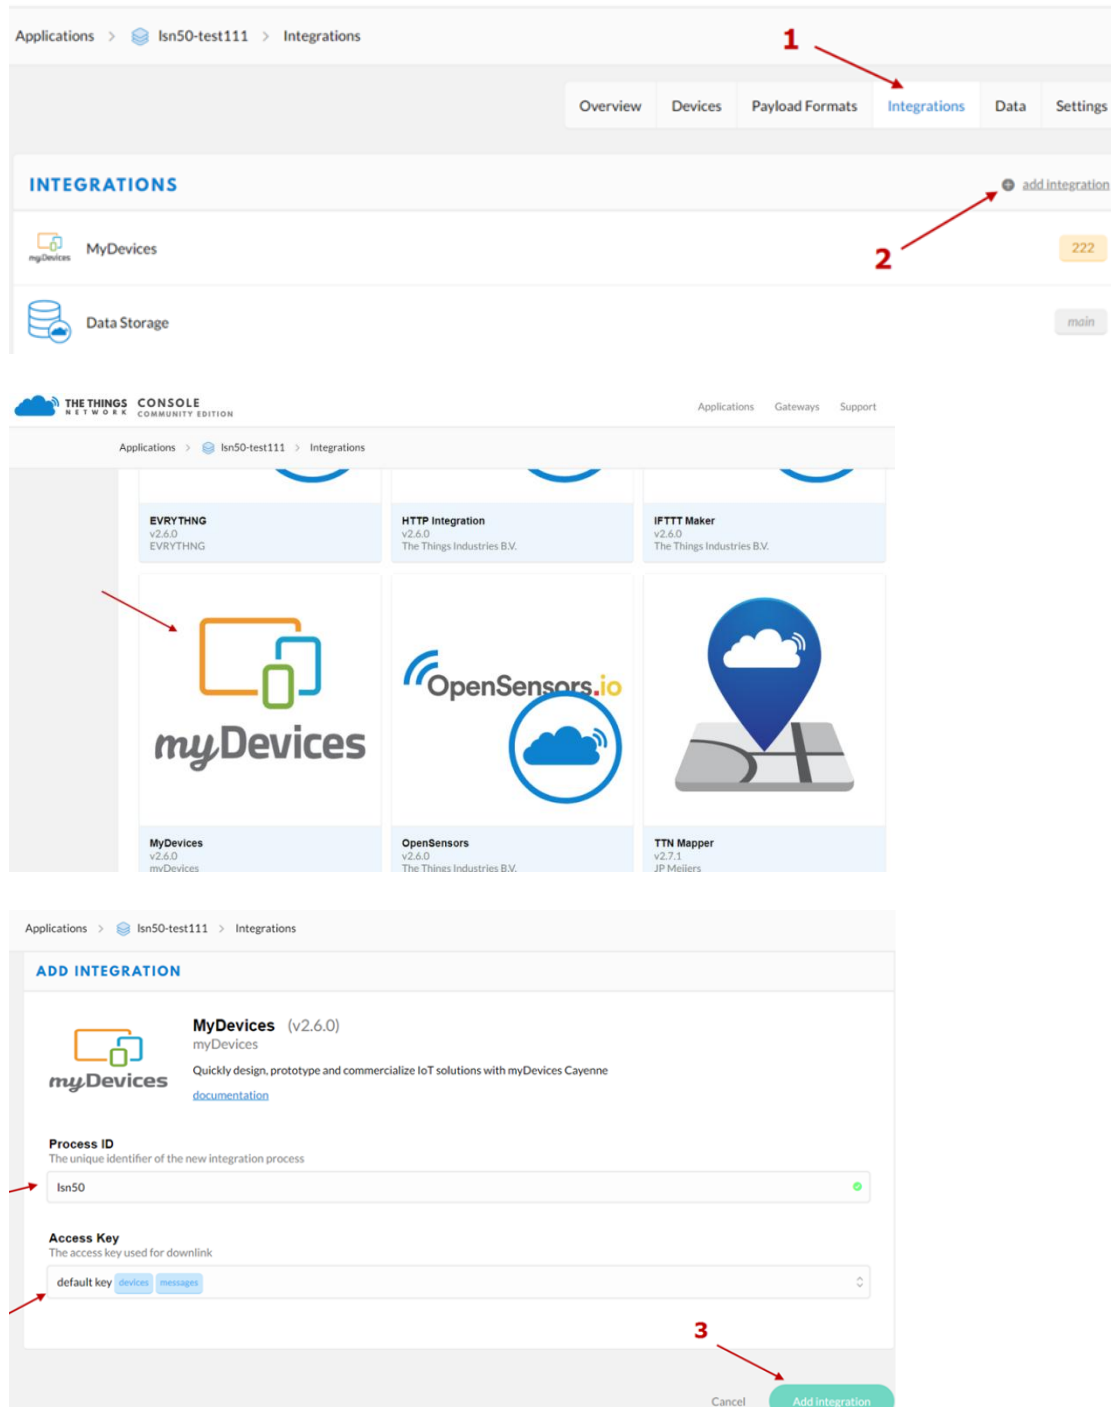 Applications > lsn50-test111 > Integrations
1
Overview Devices Payload Formats Integrations Data Settings
INTEGRATIONS
add integration
2
myDevices
MyDevices
222
Data Storage
main
THE THINGS NETWORK CONSOLE COMMUNITY EDITION
Applications Gateways Support
Applications > lsn50-test111 > Integrations
EVRYTHNG
v2.6.0
EVRYTHNG
HTTP Integration
v2.6.0
The Things Industries B.V.
IFTTT Maker
v2.6.0
The Things Industries B.V.
myDevices
OpenSensors.io
MyDevices
v2.6.0
myDevices
OpenSensors
v2.6.0
The Things Industries B.V.
TTN Mapper
v2.7.1
JP Meijers
Applications > lsn50-test111 > Integrations
ADD INTEGRATION
myDevices
MyDevices (v2.6.0)
myDevices
Quickly design, prototype and commercialize IoT solutions with myDevices Cayenne
documentation
Process ID
The unique identifier of the new integration process
lsn50
Access Key
The access key used for downlink
default key devices messages
3
Cancel Add integration